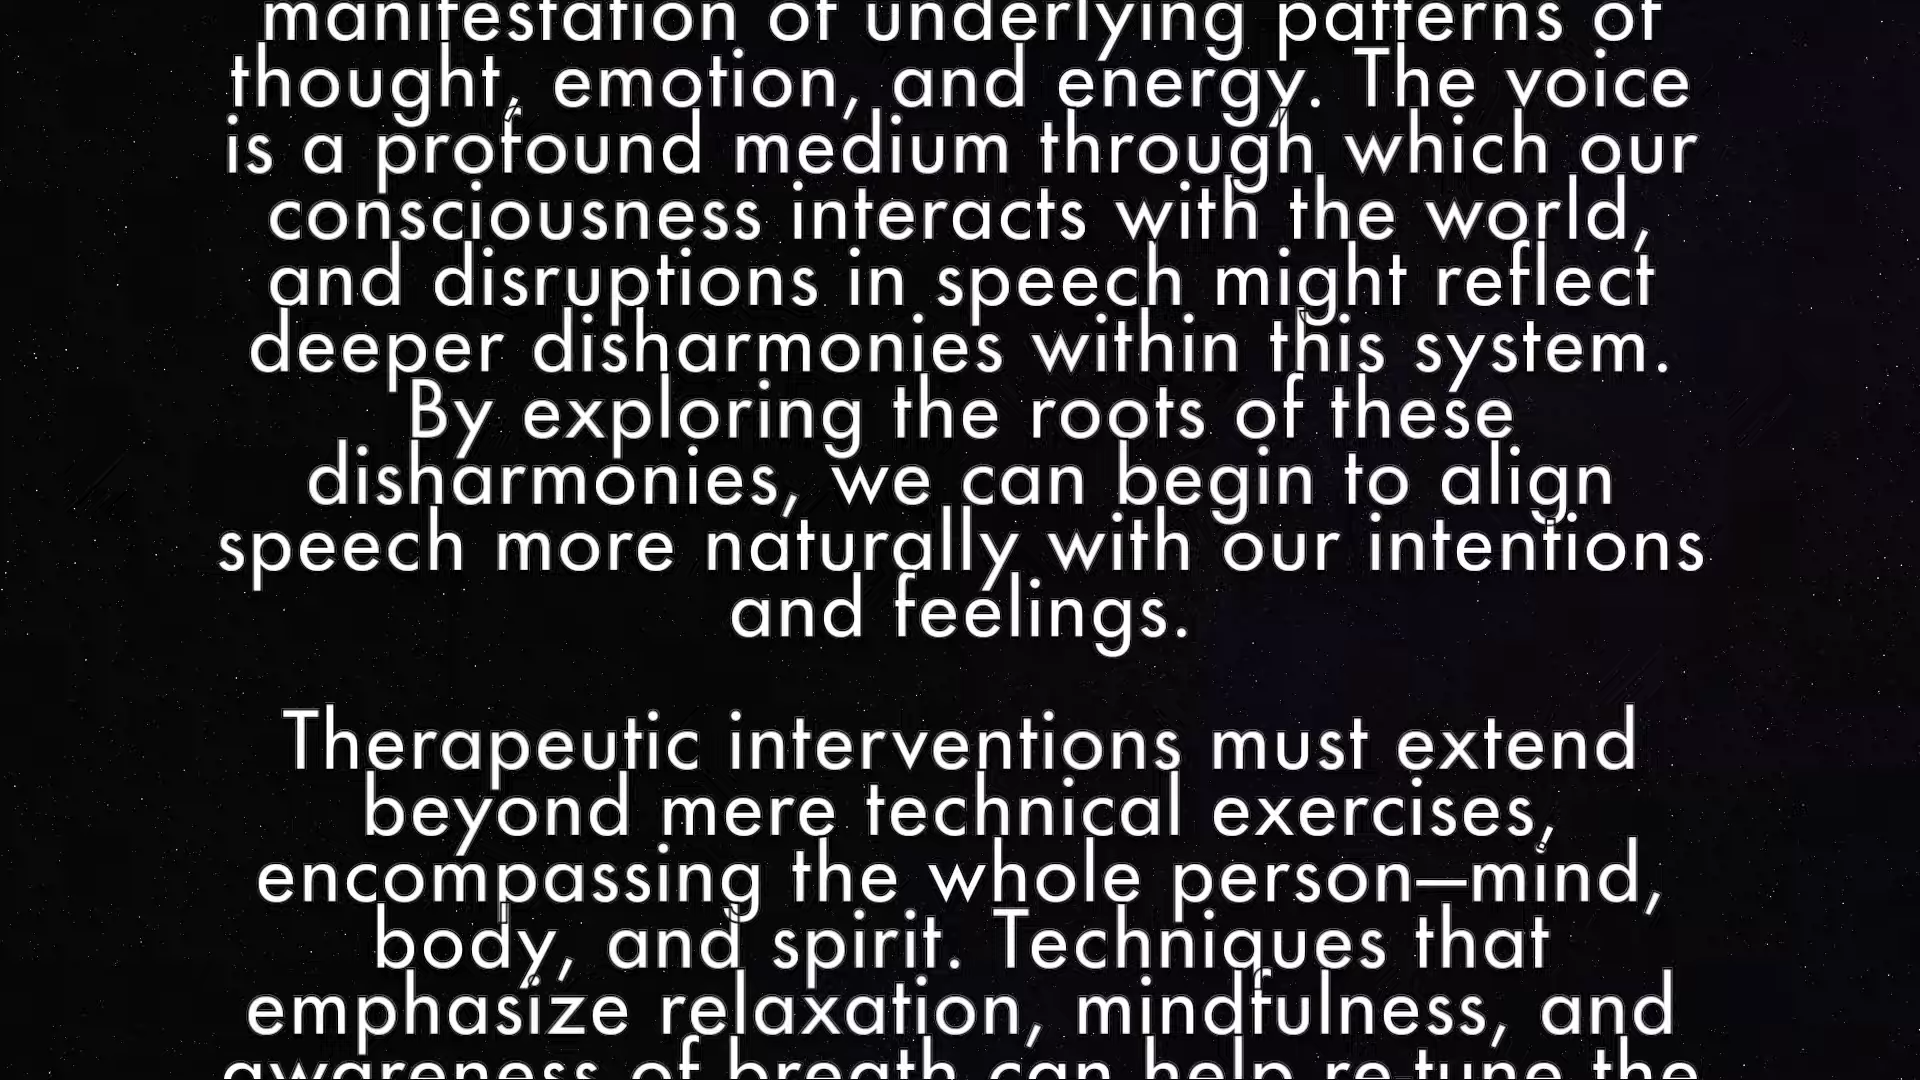 manifestation of underlying patterns of
thought, emotion, and energy. The voice
is a profound medium through which our
consciousness interacts with the world,
and disruptions in speech might reflect
deeper disharmonies within this system.
By exploring the roots of these
disharmonies, we can begin to align
speech more naturally with our intentions
and feelings.
Therapeutic interventions must extend
beyond mere technical exercises,
encompassing the whole person—mind,
body, and spirit. Techniques that
emphasize relaxation, mindfulness, and
awareness of breath can help re-tune the